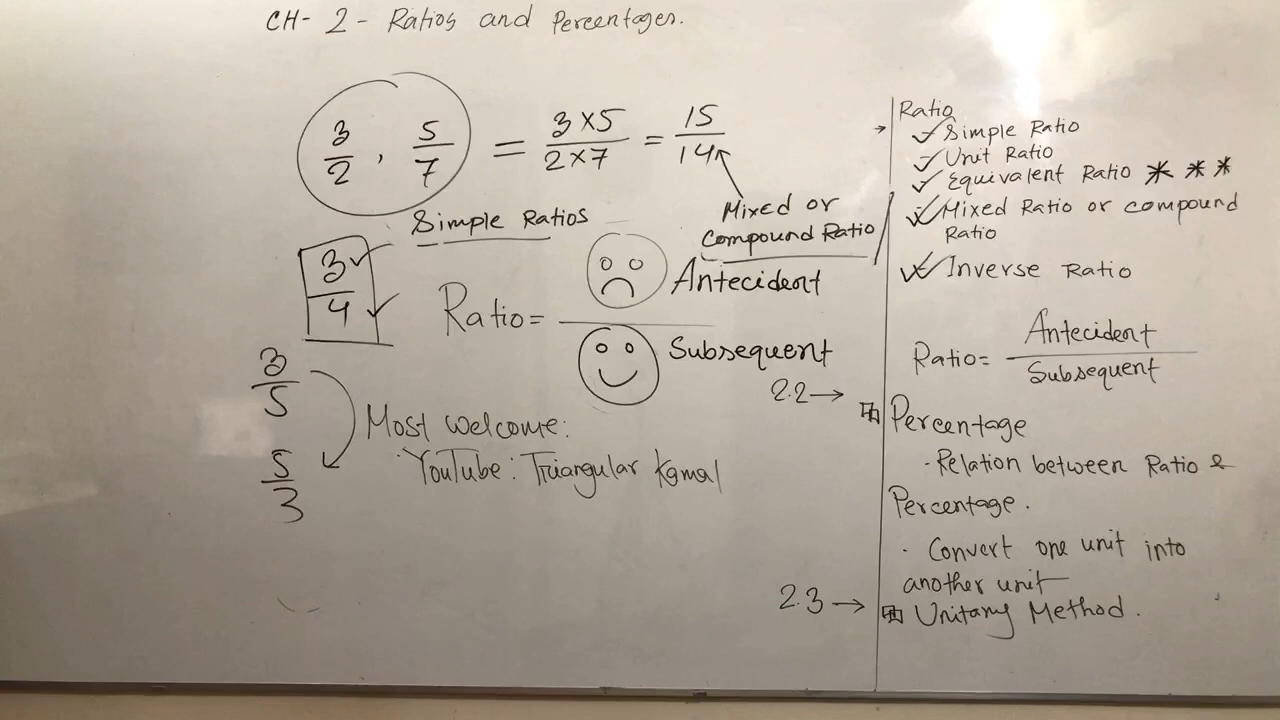 CH- 2 - Ratios and Percentages.
3/2 , 5/7 = 3 x 5 / 2 x 7 = 15/14
Simple Ratios
Mixed or
Compound Ratio
3/4
Ratio = Antecident / Subsequent
3/5
5/3
Most Welcome:
YouTube: Triangular Kamal
Ratio
Simple Ratio
Unit Ratio
Equivalent Ratio * * *
Mixed Ratio or compound
Ratio
Inverse Ratio
Ratio = Antecident / Subsequent
2.2 →
Percentage
· Relation between Ratio &
Percentage.
· Convert one unit into
another unit
2.3 → Unitary Method.